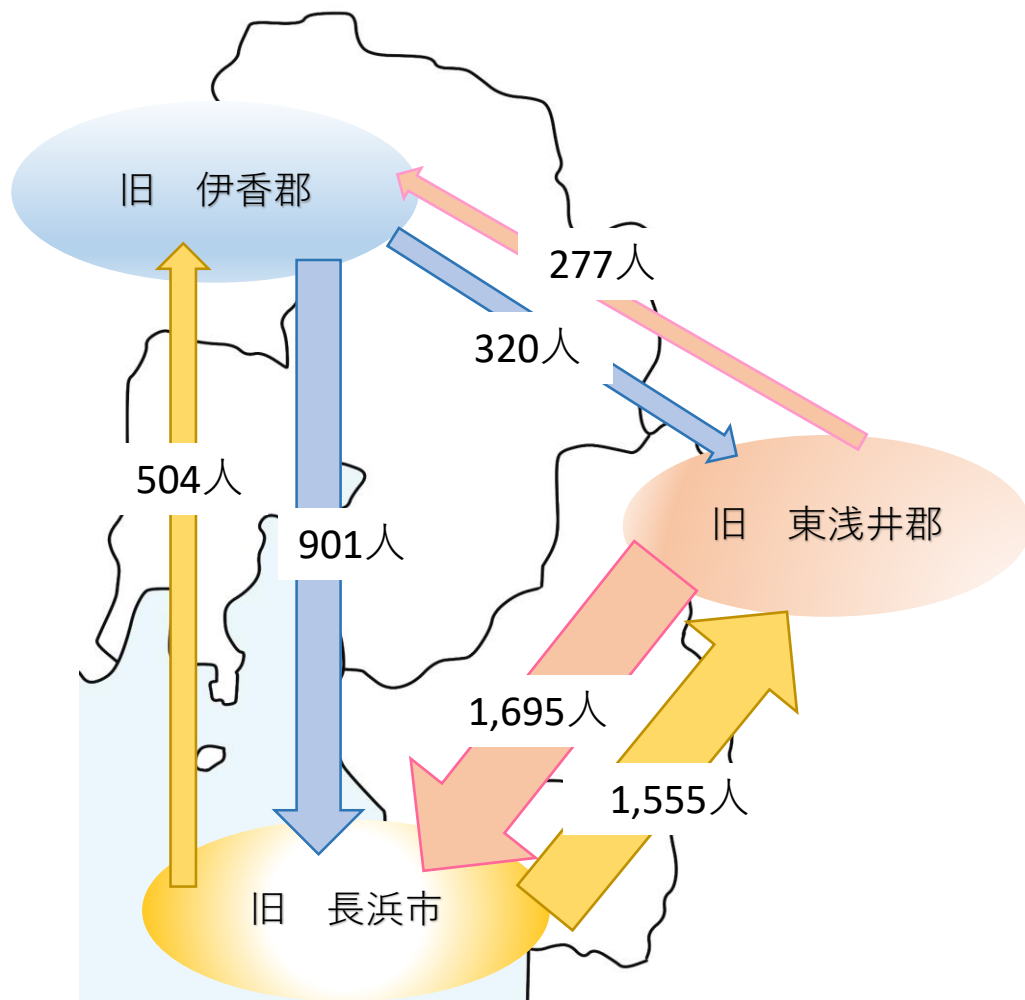 旧　伊香郡
277人
320人
504人
旧　東浅井郡
901人
1,695人
1,555人
旧　長浜市